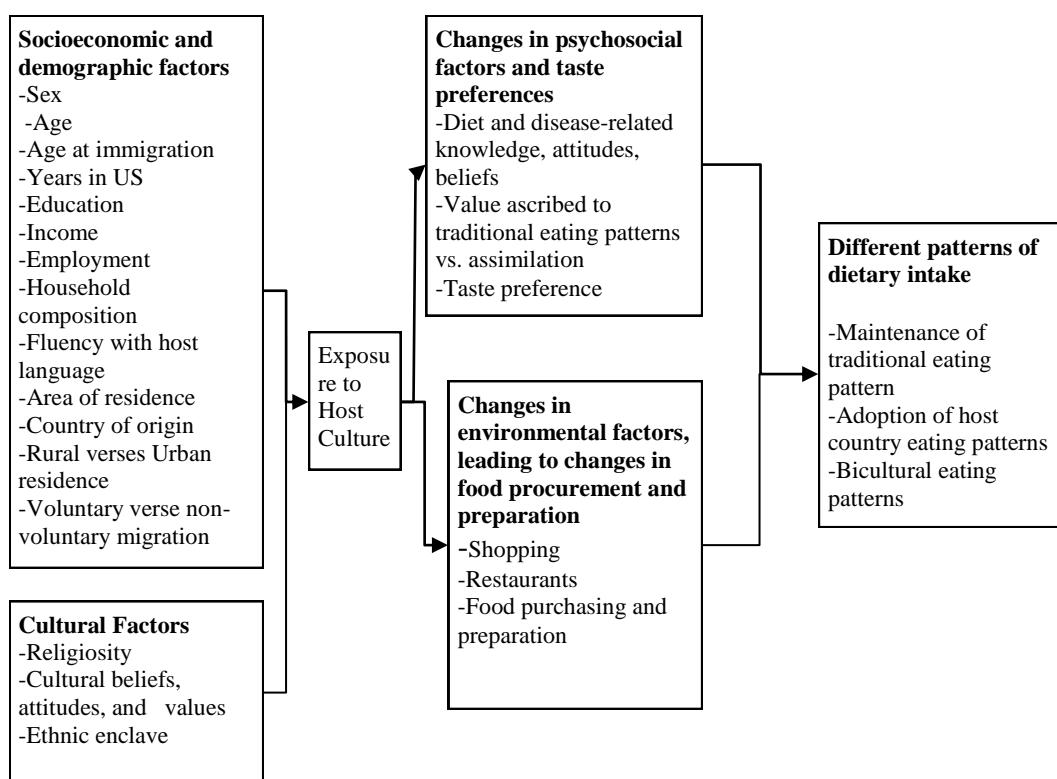 Socioeconomic and
demographic factors
-Sex
-Age
-Age at immigration
-Years in US
-Education
-Income
-Employment
-Household
composition
-Fluency with host
language
-Area of residence
-Country of origin
-Rural verses Urban
residence
-Voluntary verse non-
voluntary migration
Cultural Factors
-Religiosity
-Cultural beliefs,
attitudes, and values
-Ethnic enclave
Exposu
re to
Host
Culture
Changes in psychosocial
factors and taste
preferences
-Diet and disease-related
knowledge, attitudes,
beliefs
-Value ascribed to
traditional eating patterns
vs. assimilation
-Taste preference
Changes in
environmental factors,
leading to changes in
food procurement and
preparation
-Shopping
-Restaurants
-Food purchasing and
preparation
Different patterns of
dietary intake
-Maintenance of
traditional eating
pattern
-Adoption of host
country eating patterns
-Bicultural eating
patterns